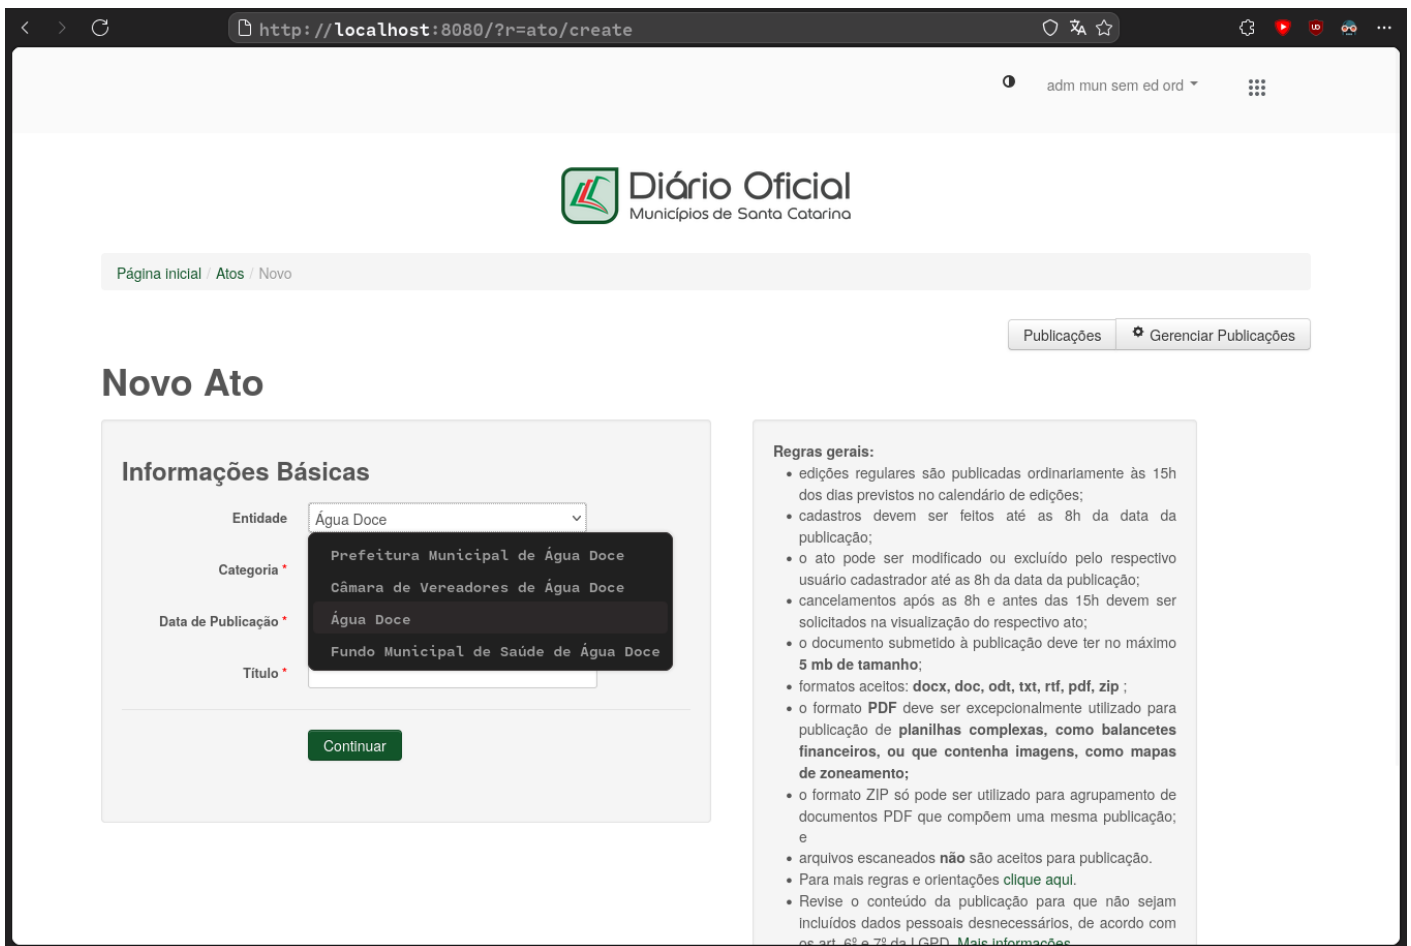 http://localhost:8080/?r=ato/create
adm mun sem ed ord
Diário Oficial
Municípios de Santa Catarina
Página inicial / Atos / Novo
Publicações
Gerenciar Publicações
Novo Ato
Informações Básicas
Entidade
Água Doce
Prefeitura Municipal de Água Doce
Câmara de Vereadores de Água Doce
Água Doce
Fundo Municipal de Saúde de Água Doce
Categoria *
Data de Publicação *
Título *
Continuar
Regras gerais:
• edições regulares são publicadas ordinariamente às 15h
dos dias previstos no calendário de edições;
• cadastros devem ser feitos até as 8h da data da
publicação;
• o ato pode ser modificado ou excluído pelo respectivo
usuário cadastrador até as 8h da data da publicação;
• cancelamentos após as 8h e antes das 15h devem ser
solicitados na visualização do respectivo ato;
• o documento submetido à publicação deve ter no máximo
5 mb de tamanho;
• formatos aceitos: docx, doc, odt, txt, rtf, pdf, zip ;
• o formato PDF deve ser excepcionalmente utilizado para
publicação de planilhas complexas, como balancetes
financeiros, ou que contenha imagens, como mapas
de zoneamento;
• o formato ZIP só pode ser utilizado para agrupamento de
documentos PDF que compõem uma mesma publicação;
e
• arquivos escaneados não são aceitos para publicação.
• Para mais regras e orientações clique aqui.
• Revise o conteúdo da publicação para que não sejam
incluídos dados pessoais desnecessários, de acordo com
os art. 6º e 7º da LGPD. Mais informações